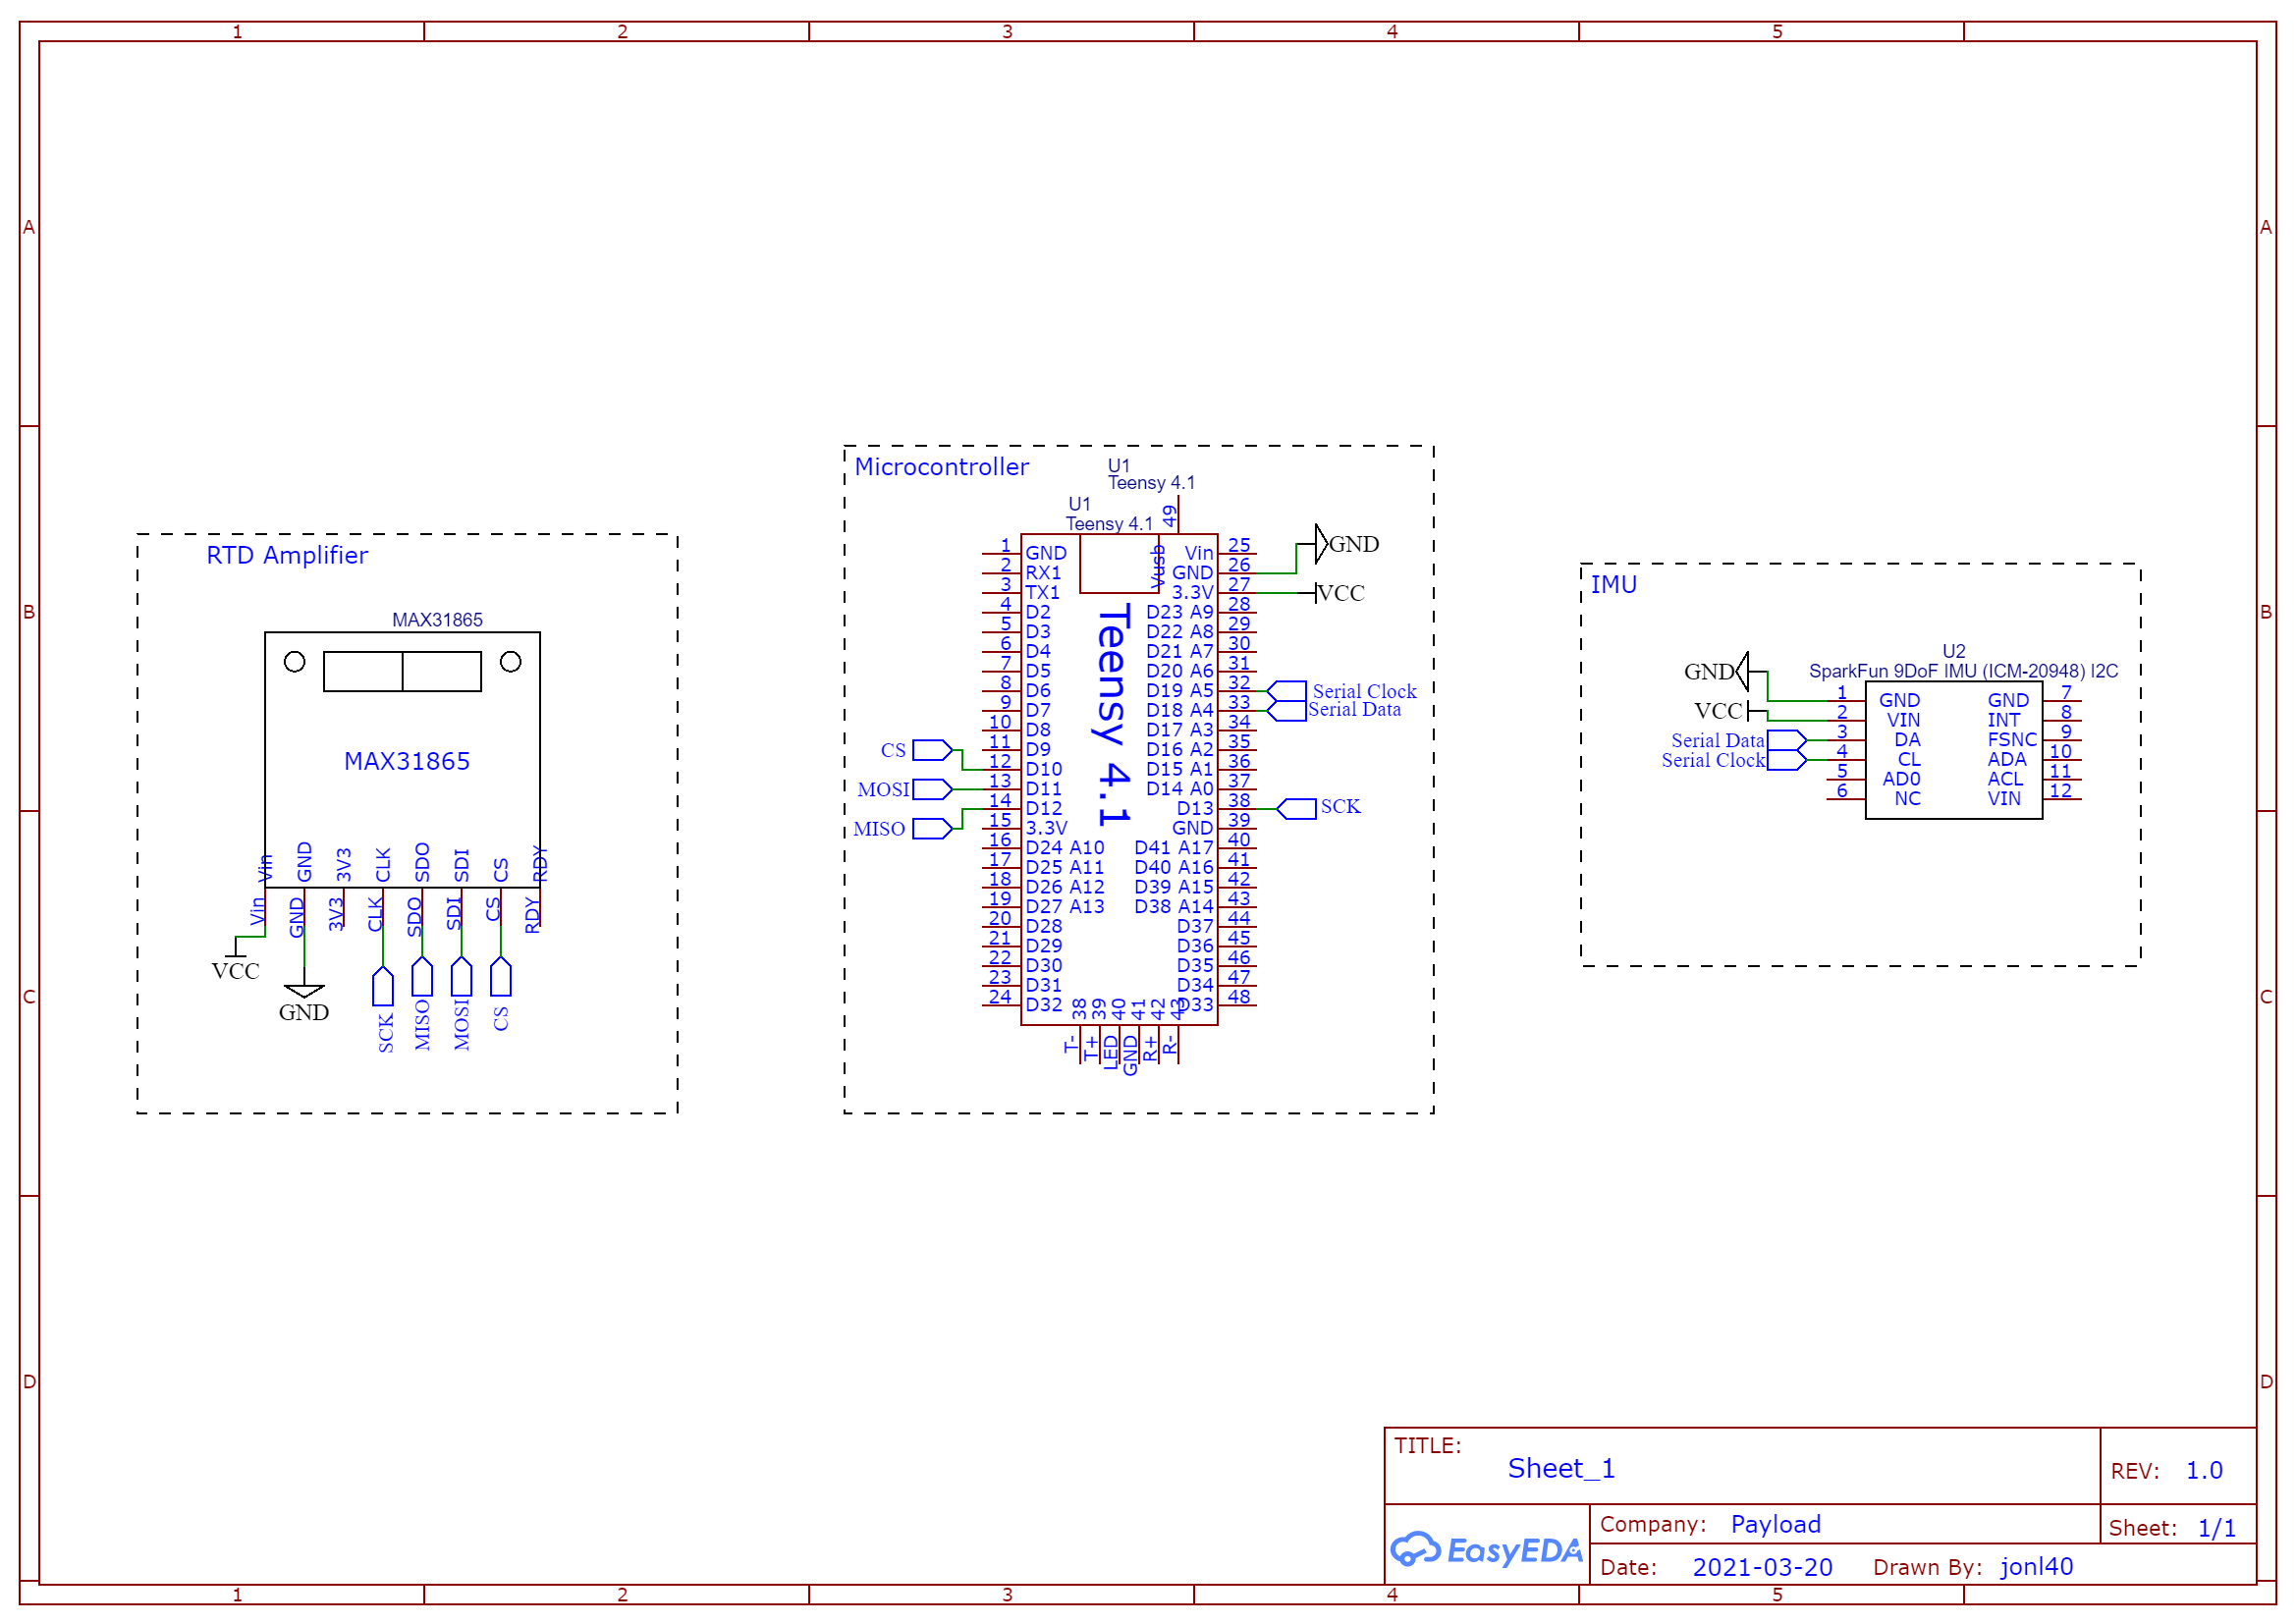 1 2 3 4 5
A A
B B
C C
D D
RTD Amplifier
MAX31865
MAX31865
Vin GND 3V3 CLK SDO SDI CS RDY
Vin GND 3V3 CLK SDO SDI CS RDY
VCC
GND
SCK MISO MOSI CS
Microcontroller
U1
Teensy 4.1
U1
Teensy 4.1
49
Vusb
Teensy 4.1
1 GND
2 RX1
3 TX1
4 D2
5 D3
6 D4
7 D5
8 D6
9 D7
10 D8
11 D9
CS 12 D10
MOSI 13 D11
MISO 14 D12
15 3.3V
16 D24 A10
17 D25 A11
18 D26 A12
19 D27 A13
20 D28
21 D29
22 D30
23 D31
24 D32
Vin 25
GND 26 GND
3.3V 27 VCC
D23 A9 28
D22 A8 29
D21 A7 30
D20 A6 31
D19 A5 32 Serial Clock
D18 A4 33 Serial Data
D17 A3 34
D16 A2 35
D15 A1 36
D14 A0 37
D13 38 SCK
GND 39
D41 A17 40
D40 A16 41
D39 A15 42
D38 A14 43
D37 44
D36 45
D35 46
D34 47
D33 48
38 39 40 41 42 43
T- T+ LED GND R+ R-
IMU
U2
SparkFun 9DoF IMU (ICM-20948) I2C
GND 1 GND
VCC 2 VIN
Serial Data 3 DA
Serial Clock 4 CL
5 AD0
6 NC
GND 7
INT 8
FSNC 9
ADA 10
ACL 11
VIN 12
TITLE:
Sheet_1
REV: 1.0
EasyEDA
Company: Payload
Sheet: 1/1
Date: 2021-03-20 Drawn By: jonl40
1 2 3 4 5